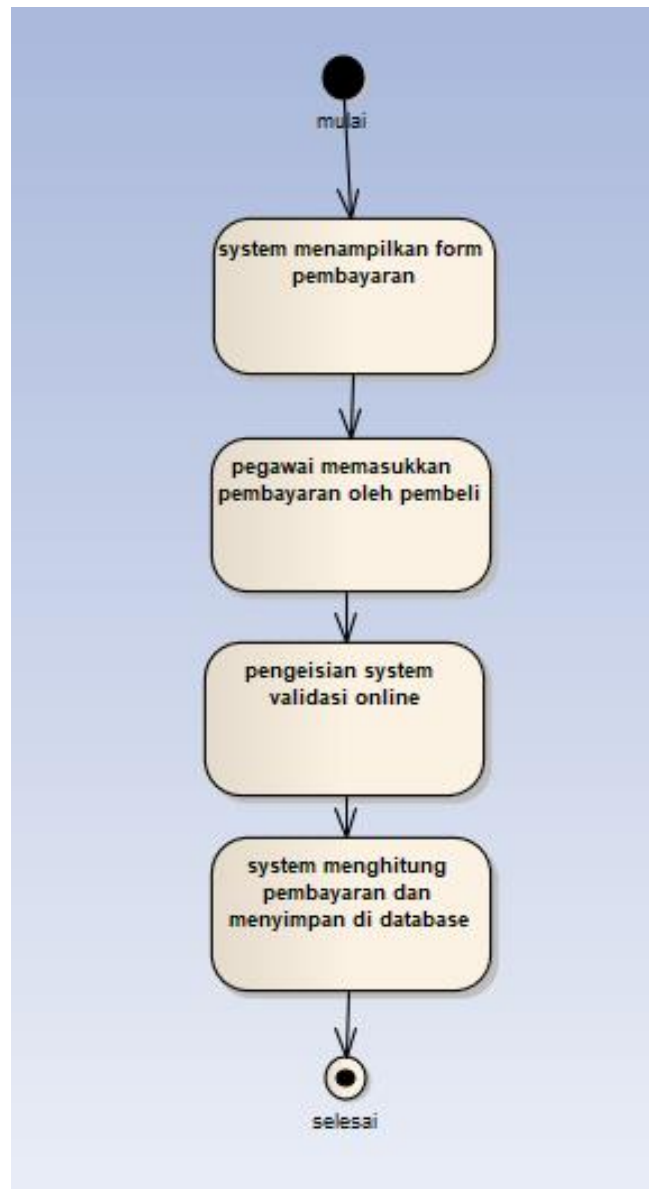 mulai
system menampilkan form
pembayaran
pegawai memasukkan
pembayaran oleh pembeli
pengeisian system
validasi online
system menghitung
pembayaran dan
menyimpan di database
selesai